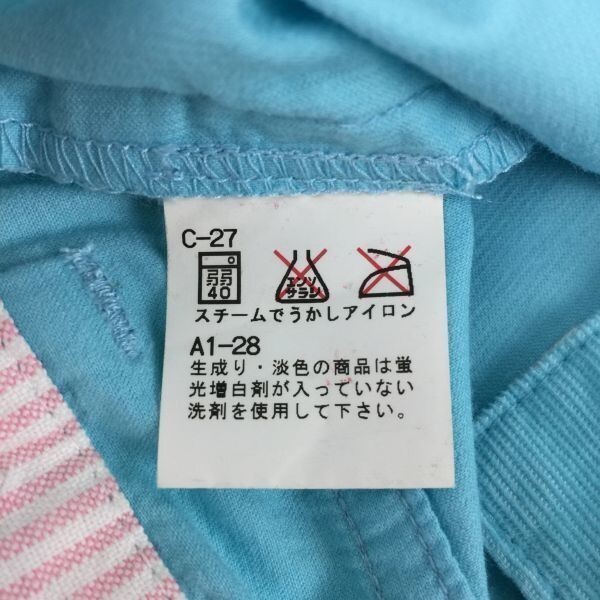 C-27
弱 40
エンソ
サラシ
スチームでうかしアイロン
A1-28
生成り・淡色の商品は蛍
光増白剤が入っていない
洗剤を使用して下さい。